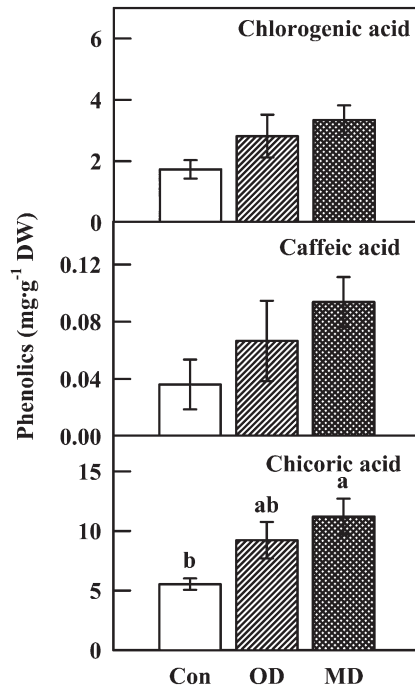 Phenolics (mg·g⁻¹ DW)
Chlorogenic acid
6
4
2
0
Caffeic acid
0.12
0.08
0.04
0.00
Chicoric acid
15
10
5
0
b
ab
a
Con OD MD